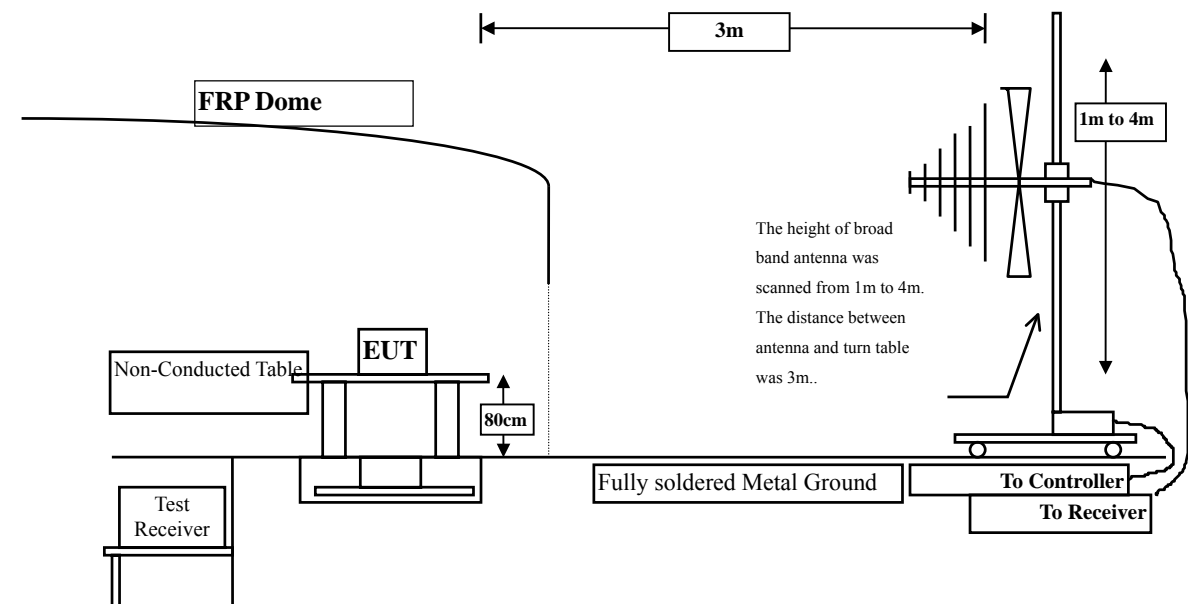 3m
FRP Dome
1m to 4m
The height of broad
band antenna was
scanned from 1m to 4m.
The distance between
antenna and turn table
was 3m..
EUT
Non-Conducted Table
80cm
Fully soldered Metal Ground
To Controller
To Receiver
Test
Receiver